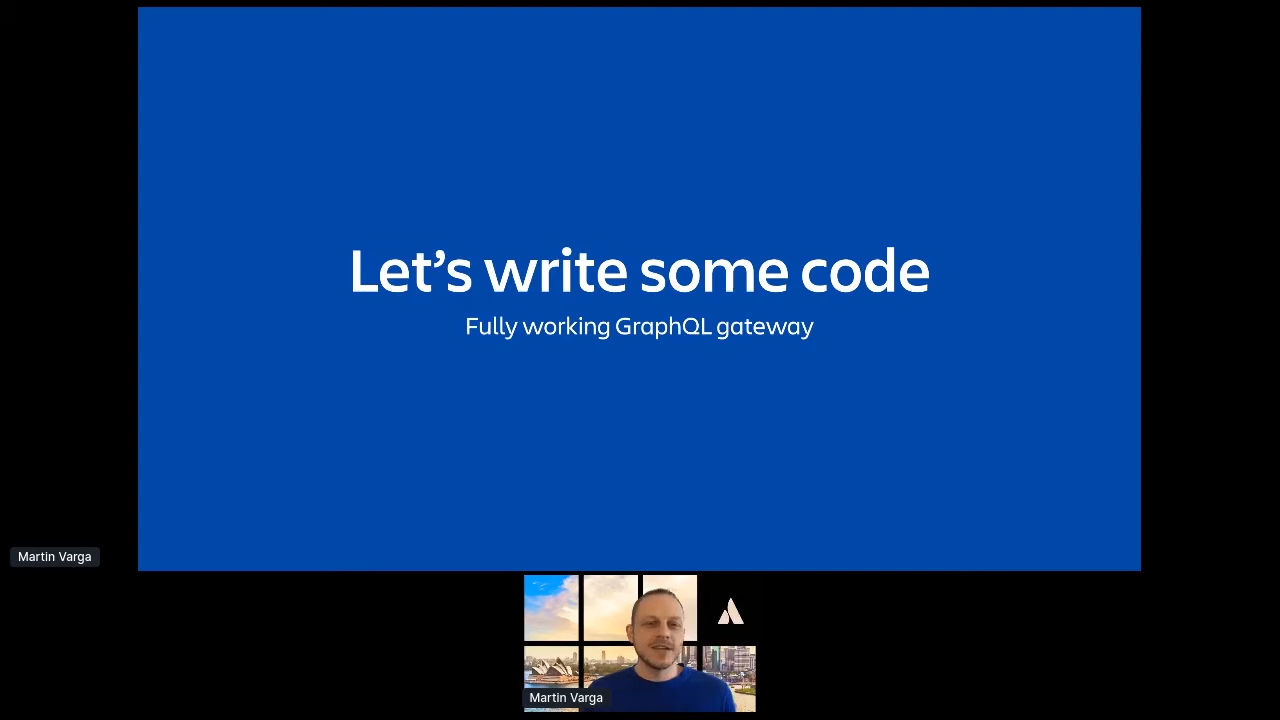 Let’s write some code
Fully working GraphQL gateway
Martin Varga
Martin Varga